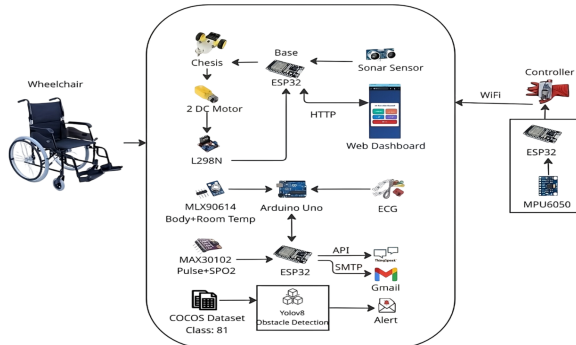 Wheelchair
Chesis
Base
ESP32
Sonar Sensor
2 DC Motor
HTTP
Web Dashboard
L298N
WiFi
Controller
ESP32
MPU6050
MLX90614
Body+Room Temp
Arduino Uno
ECG
MAX30102
Pulse+SPO2
ESP32
API
ThingSpeak
SMTP
Gmail
COCOS Dataset
Class: 81
Yolov8
Obstacle Detection
Alert